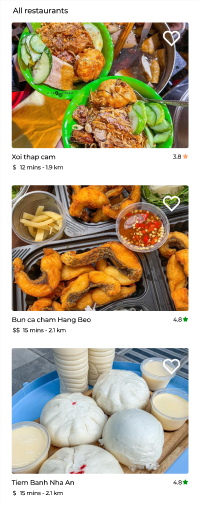 All restaurants
Xoi thap cam
3.8
$ 12 mins - 1.9 km
Bun ca cham Hang Beo
4.8
$$ 15 mins - 2.1 km
Tiem Banh Nha An
4.8
$ 15 mins - 2.1 km